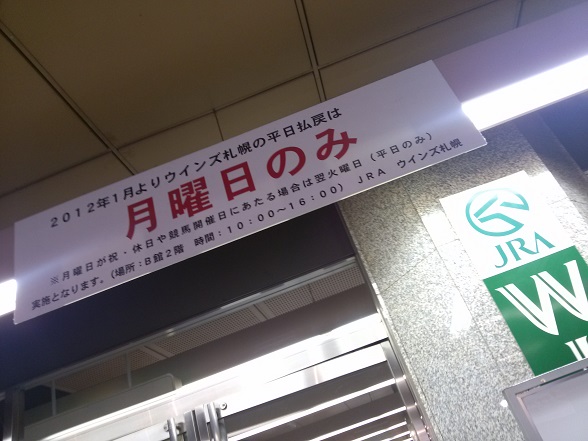 2012年1月よりウインズ札幌の平日払戻は
月曜日のみ
※月曜日が祝・休日や競馬開催日にあたる場合は翌火曜日(平日のみ)
実施となります。(場所:B館2階 時間:10:00~16:00) JRA ウインズ札幌
JRA
W